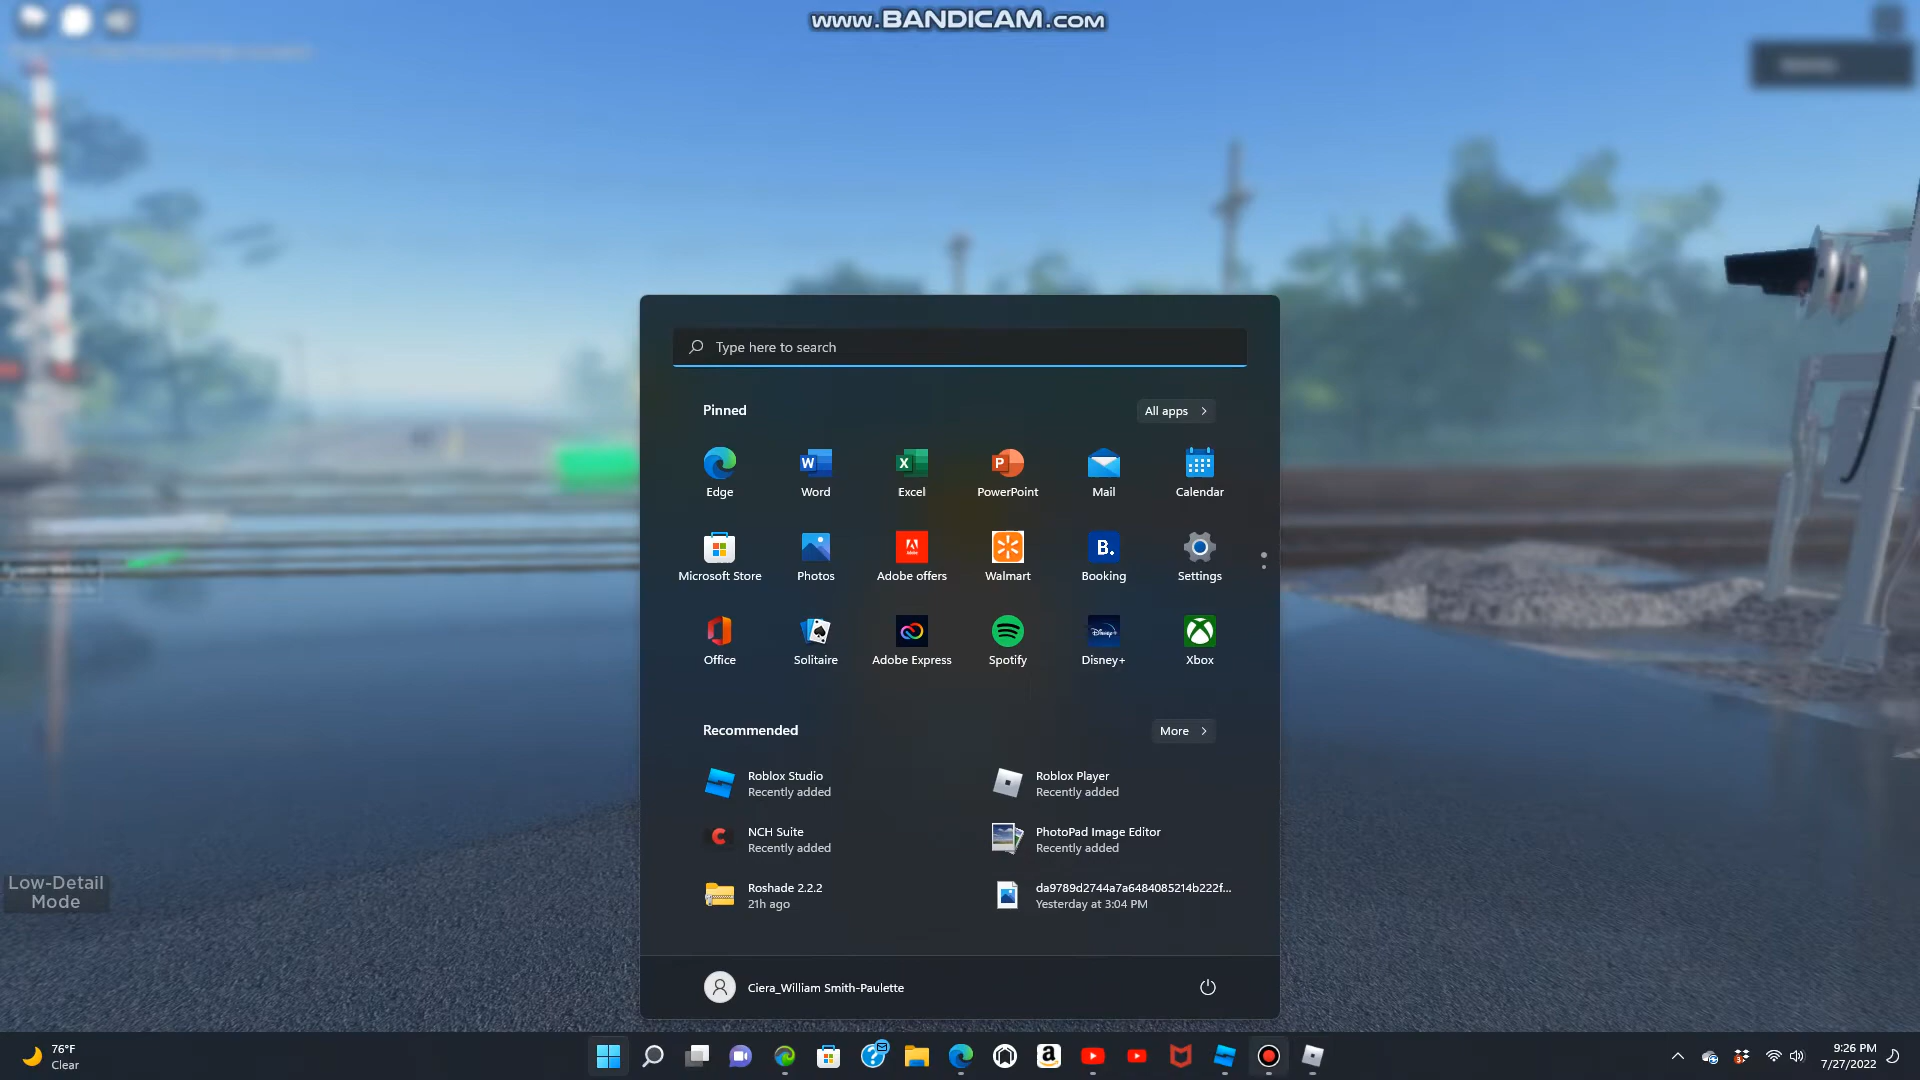 www.BANDICAM.com
Type here to search
Pinned
All apps
Edge
Word
Excel
PowerPoint
Mail
Calendar
Microsoft Store
Photos
Adobe offers
Walmart
Booking
Settings
Office
Solitaire
Adobe Express
Spotify
Disney+
Xbox
Recommended
More
Roblox Studio
Recently added
Roblox Player
Recently added
NCH Suite
Recently added
PhotoPad Image Editor
Recently added
Roshade 2.2.2
21h ago
da9789d2744a7a6484085214b222f...
Yesterday at 3:04 PM
Low-Detail
Mode
Ciera_William Smith-Paulette
76°F
Clear
9:26 PM
7/27/2022